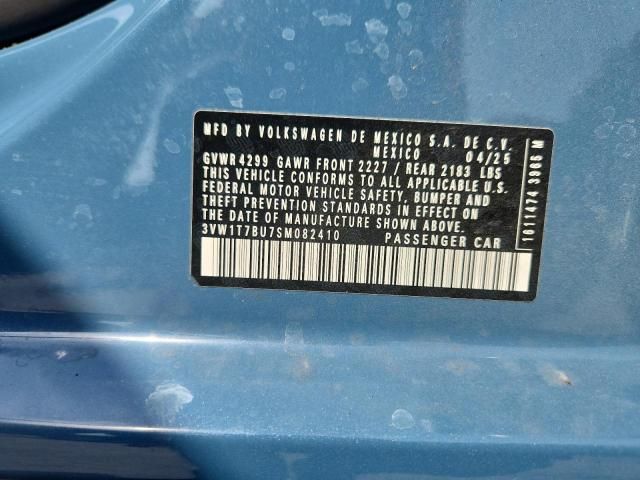 MFD BY VOLKSWAGEN DE MEXICO S.A. DE C.V.
MEXICO 04/25
GVWR 4299 GAWR FRONT 2227 / REAR 2183 LBS
THIS VEHICLE CONFORMS TO ALL APPLICABLE U.S.
FEDERAL MOTOR VEHICLE SAFETY, BUMPER AND
THEFT PREVENTION STANDARDS IN EFFECT ON
THE DATE OF MANUFACTURE SHOWN ABOVE.
3VW1T7BU7SM082410 PASSENGER CAR
1011474 3966 M